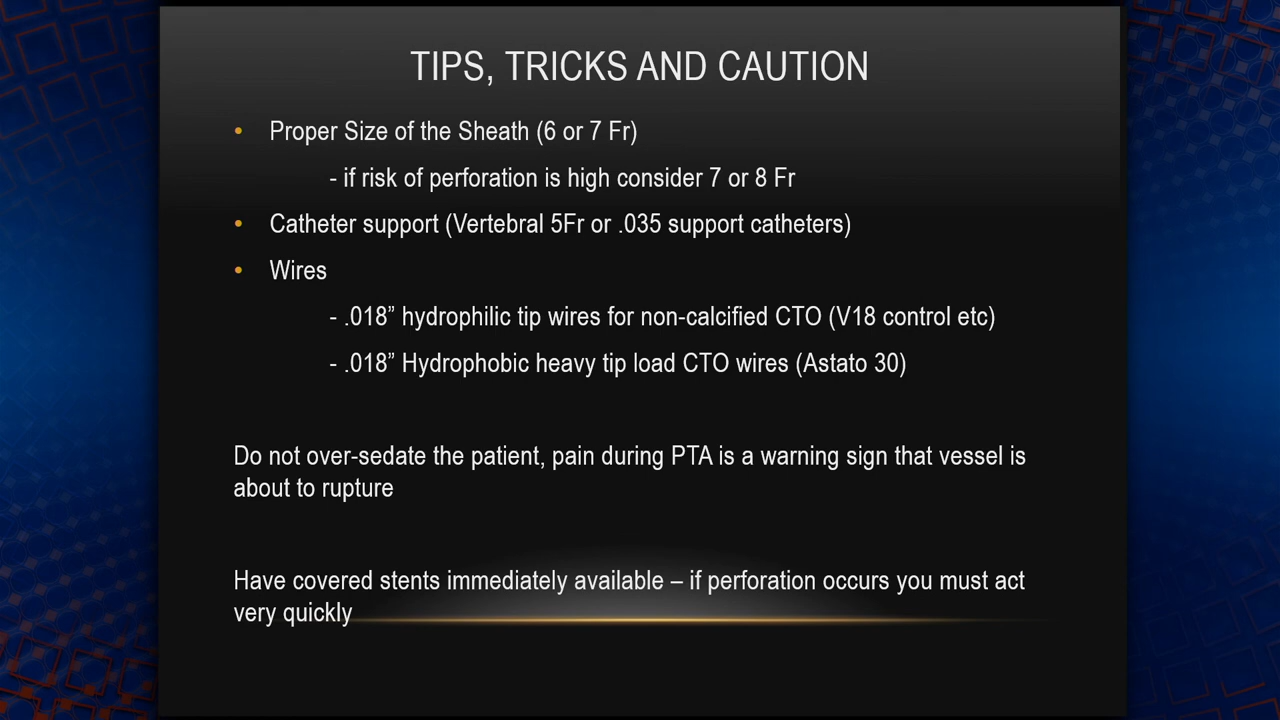 TIPS, TRICKS AND CAUTION
• Proper Size of the Sheath (6 or 7 Fr)
- if risk of perforation is high consider 7 or 8 Fr
• Catheter support (Vertebral 5Fr or .035 support catheters)
• Wires
- .018” hydrophilic tip wires for non-calcified CTO (V18 control etc)
- .018” Hydrophobic heavy tip load CTO wires (Astato 30)
Do not over-sedate the patient, pain during PTA is a warning sign that vessel is
about to rupture
Have covered stents immediately available – if perforation occurs you must act
very quickly